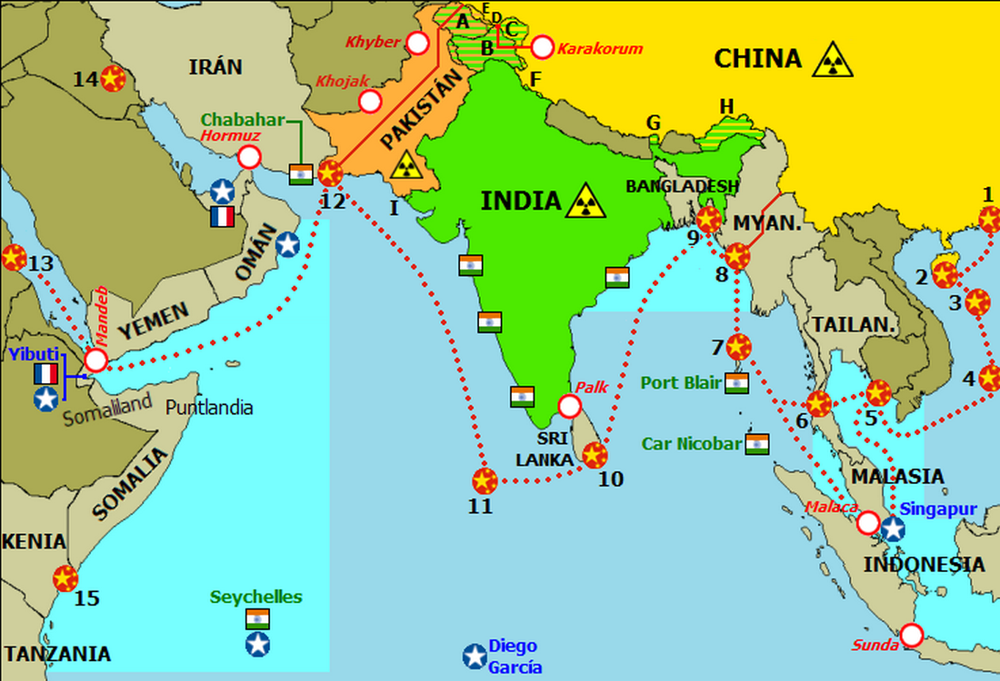 E
D
A
C
B
Khyber
Karakorum
CHINA
IRÁN
14
Khojak
F
PAKISTÁN
H
G
Chabahar
Hormuz
BANGLADESH
12
I
INDIA
1
OMÁN
9
MYAN.
13
8
2
3
Mandeb
YEMEN
TAILAN.
Yibuti
7
4
Port Blair
Palk
Somaliland
Puntlandia
6
5
SRI
LANKA
Car Nicobar
10
SOMALIA
MALASIA
11
Malaca
Singapur
KENIA
INDONESIA
15
Seychelles
TANZANIA
Diego
García
Sunda